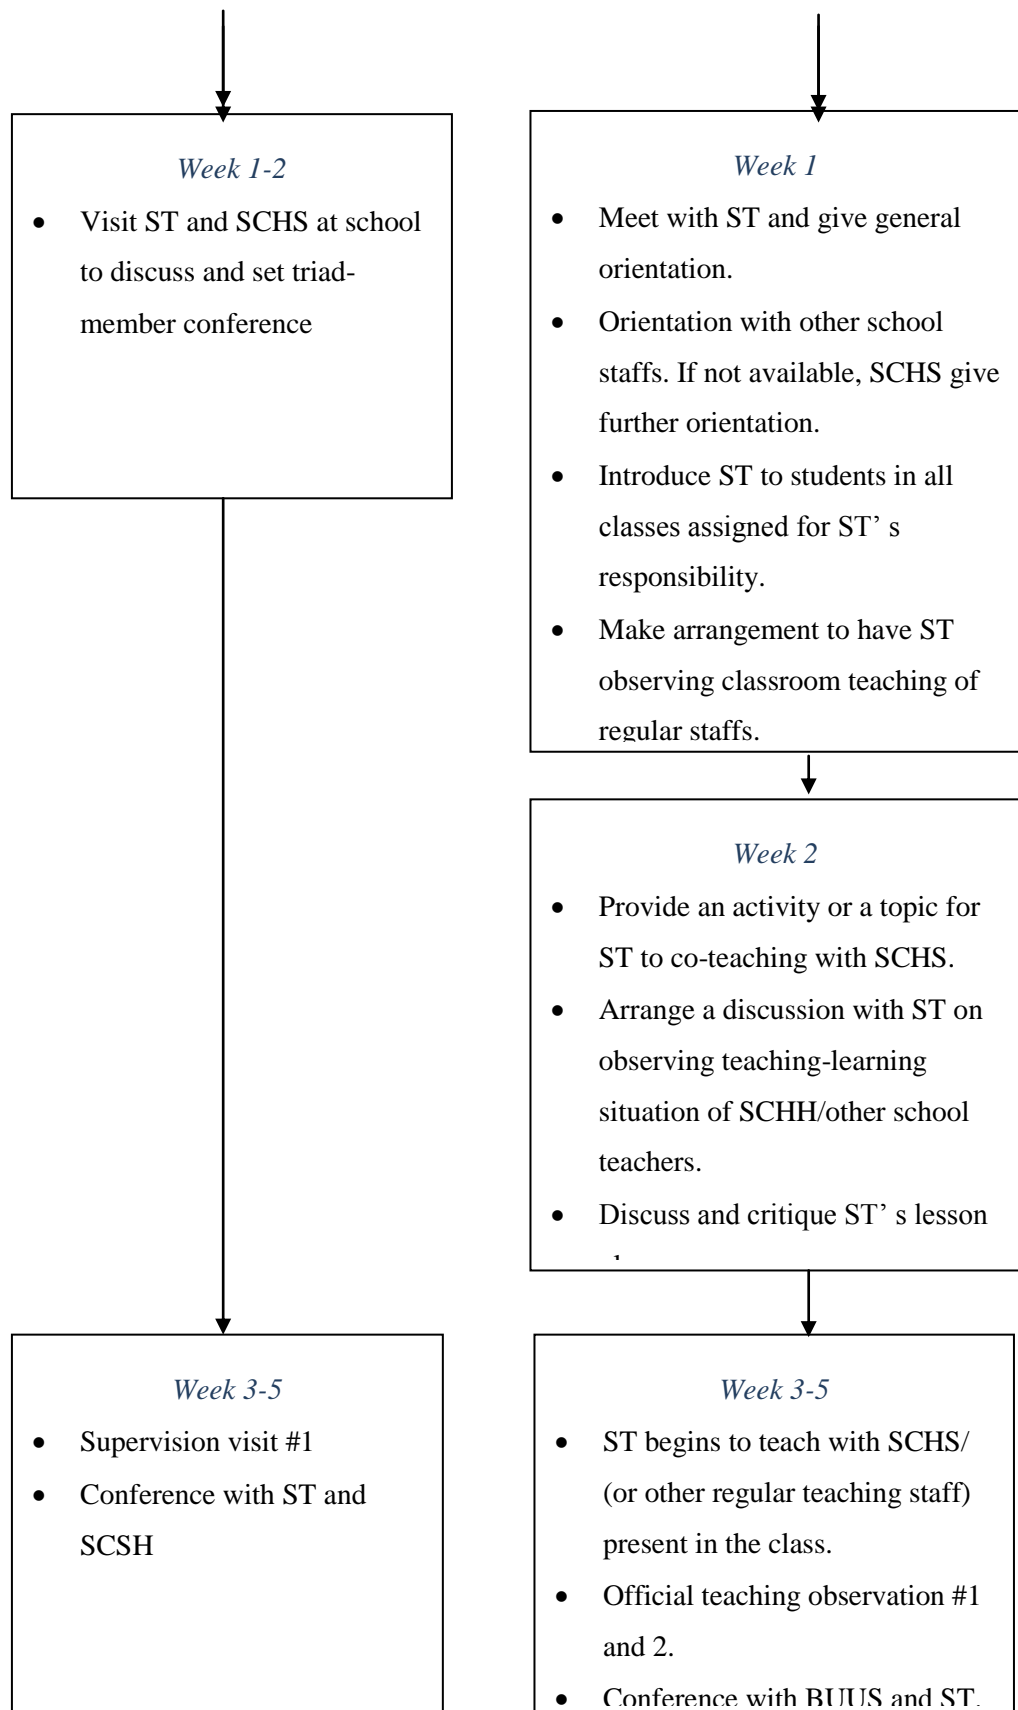 Week 1-2
• Visit ST and SCHS at school
to discuss and set triad-
member conference
Week 1
• Meet with ST and give general
orientation.
• Orientation with other school
staffs. If not available, SCHS give
further orientation.
• Introduce ST to students in all
classes assigned for ST’ s
responsibility.
• Make arrangement to have ST
observing classroom teaching of
regular staffs.
Week 2
• Provide an activity or a topic for
ST to co-teaching with SCHS.
• Arrange a discussion with ST on
observing teaching-learning
situation of SCHH/other school
teachers.
• Discuss and critique ST’ s lesson
Week 3-5
• Supervision visit #1
• Conference with ST and
SCSH
Week 3-5
• ST begins to teach with SCHS/
(or other regular teaching staff)
present in the class.
• Official teaching observation #1
and 2.
• Conference with BUUS and ST.